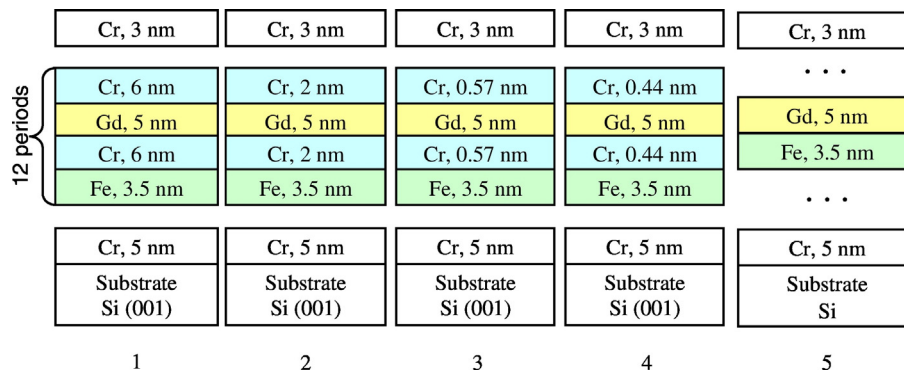 Cr, 3 nm Cr, 3 nm Cr, 3 nm Cr, 3 nm Cr, 3 nm
12 periods
Cr, 6 nm Cr, 2 nm Cr, 0.57 nm Cr, 0.44 nm . . .
Gd, 5 nm Gd, 5 nm Gd, 5 nm Gd, 5 nm Gd, 5 nm
Cr, 6 nm Cr, 2 nm Cr, 0.57 nm Cr, 0.44 nm Fe, 3.5 nm
Fe, 3.5 nm Fe, 3.5 nm Fe, 3.5 nm Fe, 3.5 nm . . .
Cr, 5 nm Cr, 5 nm Cr, 5 nm Cr, 5 nm Cr, 5 nm
Substrate Substrate Substrate Substrate Substrate
Si (001) Si (001) Si (001) Si (001) Si
1 2 3 4 5